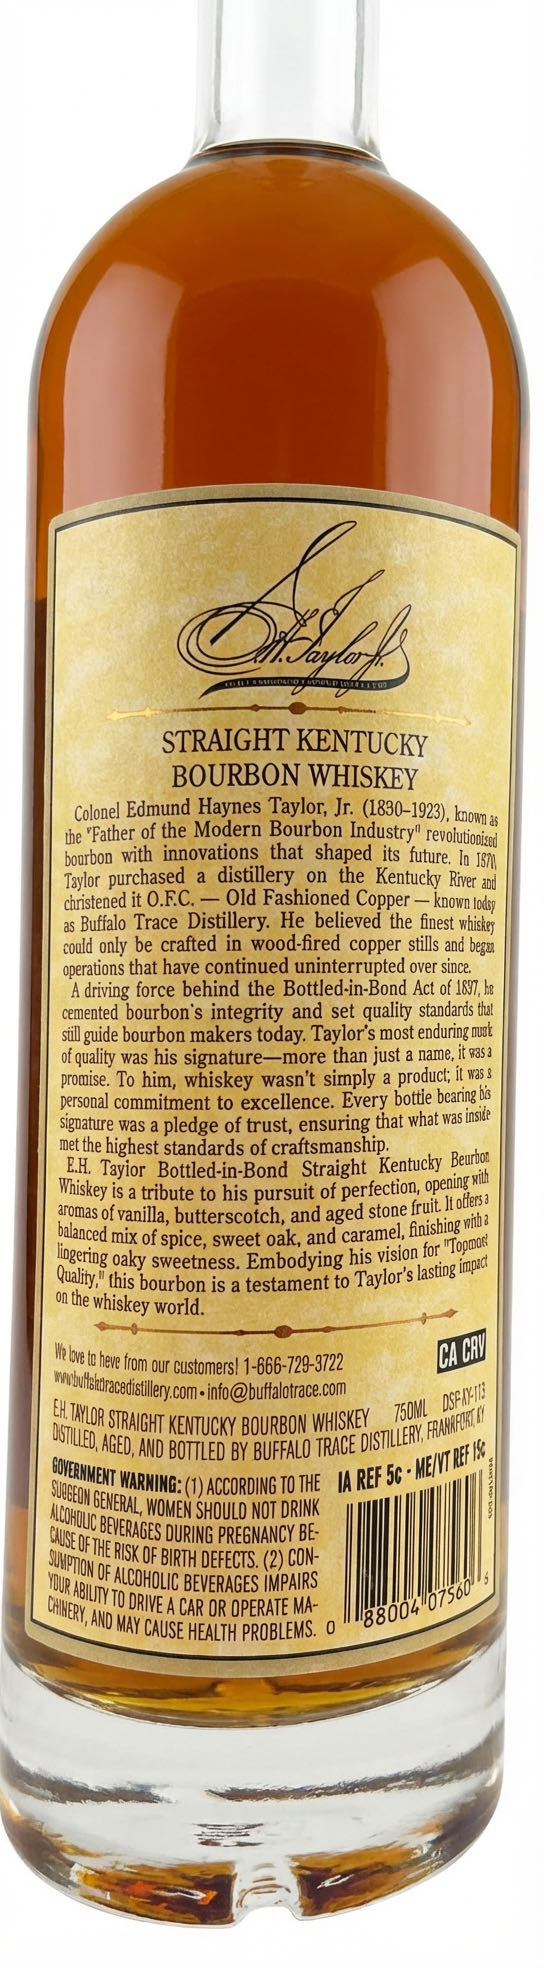 E.H. Taylor Jr.
STRAIGHT KENTUCKY
BOURBON WHISKEY
Colonel Edmund Haynes Taylor, Jr. (1830–1923), known as
the "Father of the Modern Bourbon Industry" revolutionized
bourbon with innovations that shaped its future. In 1870,
Taylor purchased a distillery on the Kentucky River and
christened it O.F.C. — Old Fashioned Copper — known today
as Buffalo Trace Distillery. He believed the finest whiskey
could only be crafted in wood-fired copper stills and began
operations that have continued uninterrupted over since.
A driving force behind the Bottled-in-Bond Act of 1897, he
cemented bourbon's integrity and set quality standards that
still guide bourbon makers today. Taylor's most enduring
of quality was his signature—more than just a name, it was a
promise. To him, whiskey wasn't simply a product; it was a
personal commitment to excellence. Every bottle bearing his
signature was a pledge of trust, ensuring that what was inside
met the highest standards of craftsmanship.
E.H. Tayior Bottled-in-Bond Straight Kentucky Beurbon
Whiskey is a tribute to his pursuit of perfection, opening with
aromas of vanilla, butterscotch, and aged stone fruit. It offers a
balanced mix of spice, sweet oak, and caramel, finishing with a
lingering oaky sweetness. Embodying his vision for "Topmost
Quality," this bourbon is a testament to Taylor's lasting impact
on the whiskey world.
We love to heve from our customers! 1-666-729-3722
CA CRV
www.buffalotracedistillery.com • info@buffalotrace.com
E.H. TAYLOR STRAIGHT KENTUCKY BOURBON WHISKEY 750ML DSP-KY-113
DISTILLED, AGED, AND BOTTLED BY BUFFALO TRACE DISTILLERY, FRANKFORT, KY
GOVERNMENT WARNING: (1) ACCORDING TO THE
SUGEON GENERAL, WOMEN SHOULD NOT DRINK
ALCOHOLIC BEVERAGES DURING PREGNANCY BE-
CAUSE OF THE RISK OF BIRTH DEFECTS. (2) CON-
SUMPTION OF ALCOHOLIC BEVERAGES IMPAIRS
YOUR ABILITY TO DRIVE A CAR OR OPERATE MA-
CHINERY, AND MAY CAUSE HEALTH PROBLEMS.
IA REF 5c - ME/VT REF 15c
0 88004 07560 6